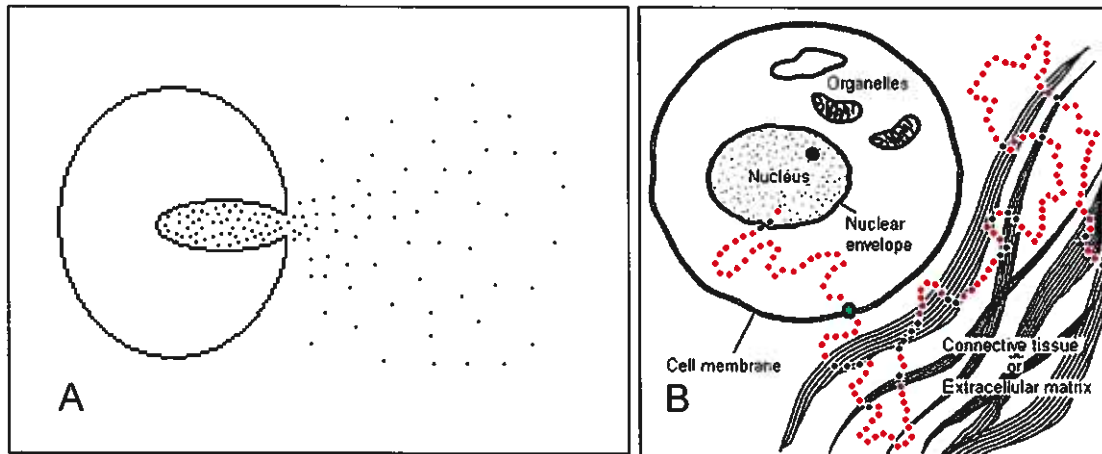 A
Organelles
Nucleus
Nuclear
envelope
Cell membrane
Connective tissue
or
Extracellular matrix
B